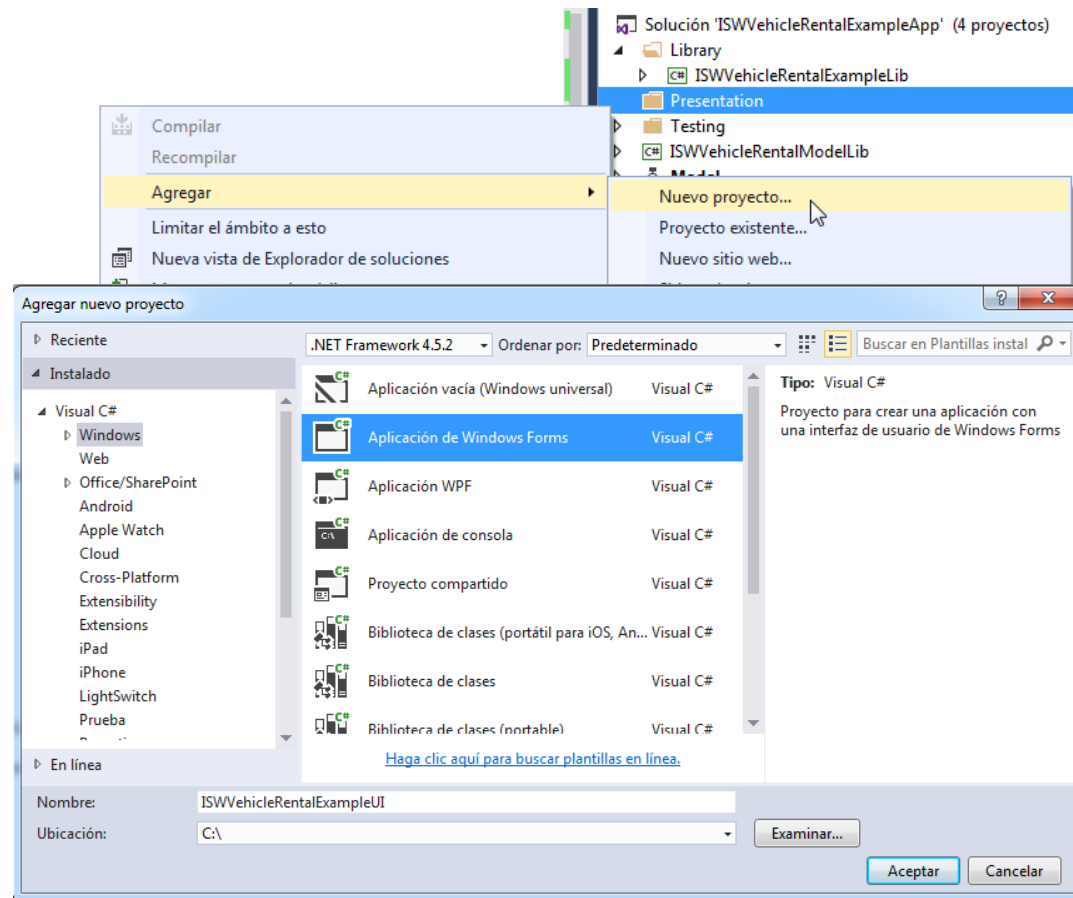 Solución 'ISWVehicleRentalExampleApp' (4 proyectos)
Library
C# ISWVehicleRentalExampleLib
Presentation
Testing
C# ISWVehicleRentalModelLib
Model
Compilar
Recompilar
Agregar
Limitar el ámbito a esto
Nueva vista de Explorador de soluciones
Nuevo proyecto...
Proyecto existente...
Nuevo sitio web...
Agregar nuevo proyecto
Reciente
.NET Framework 4.5.2 Ordenar por: Predeterminado
Buscar en Plantillas instal
Instalado
Visual C#
Windows
Web
Office/SharePoint
Android
Apple Watch
Cloud
Cross-Platform
Extensibility
Extensions
iPad
iPhone
LightSwitch
Prueba
En línea
C# Aplicación vacía (Windows universal) Visual C#
C# Aplicación de Windows Forms Visual C#
C# Aplicación WPF Visual C#
C# Aplicación de consola Visual C#
C# Proyecto compartido Visual C#
C# Biblioteca de clases (portátil para iOS, An... Visual C#
C# Biblioteca de clases Visual C#
C# Biblioteca de clases (portable) Visual C#
Haga clic aquí para buscar plantillas en línea.
Tipo: Visual C#
Proyecto para crear una aplicación con
una interfaz de usuario de Windows Forms
Nombre: ISWVehicleRentalExampleUI
Ubicación: C:\
Examinar...
Aceptar Cancelar